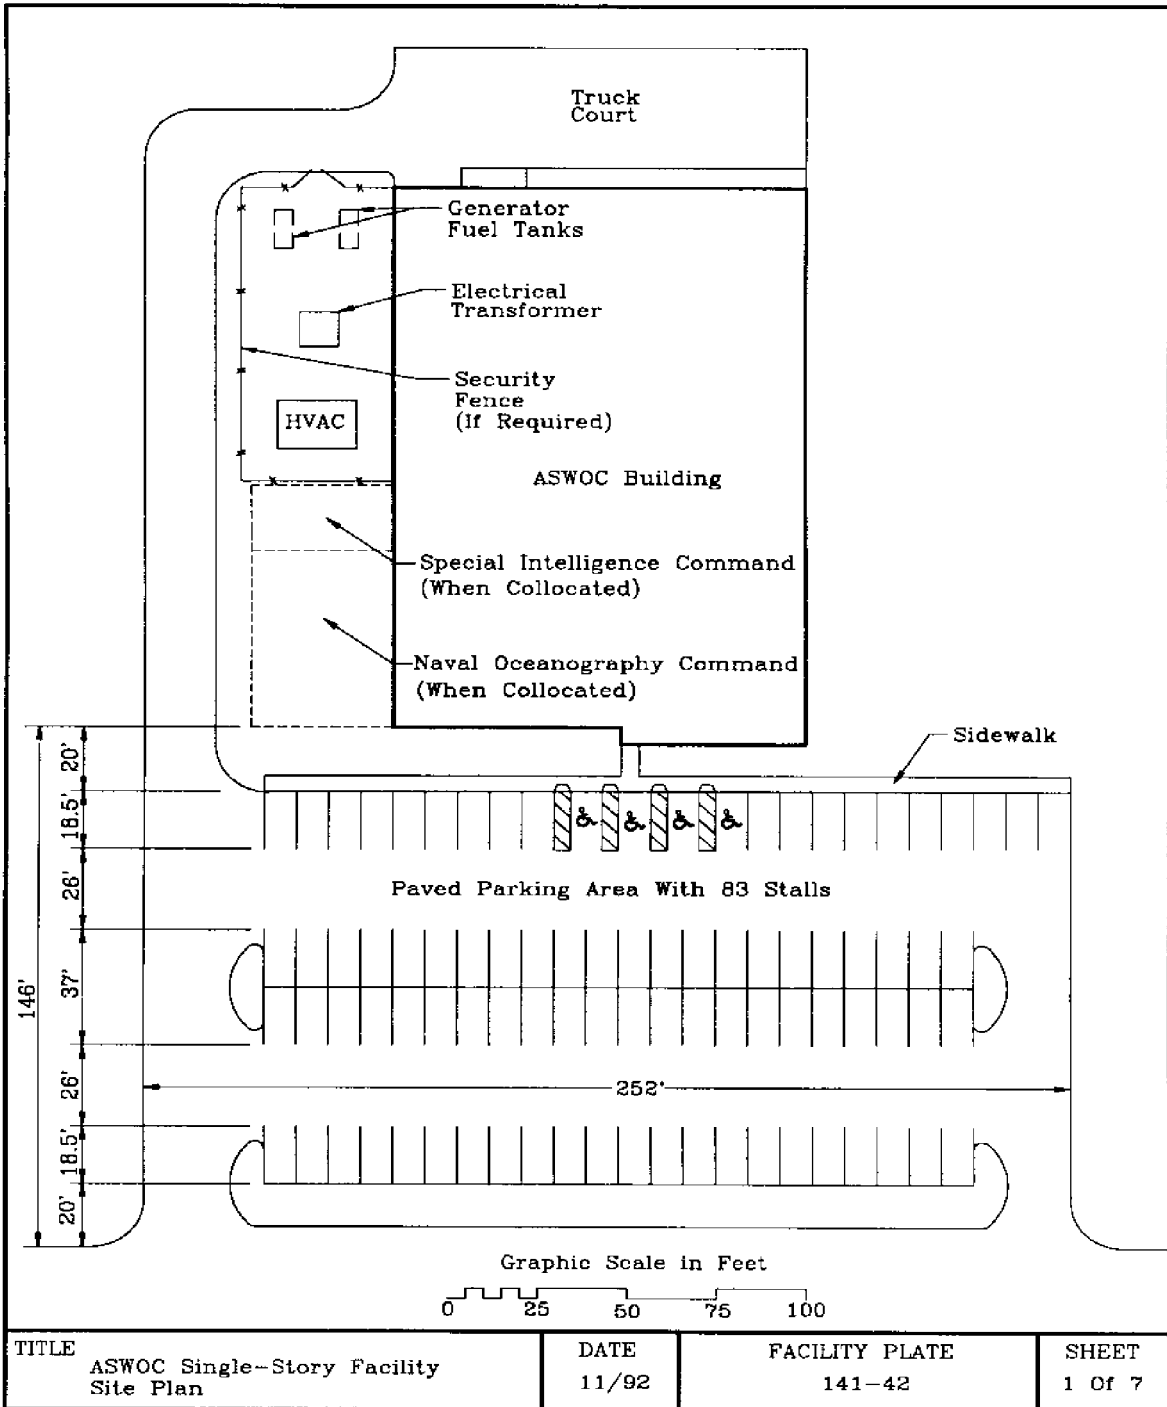 Truck
Court
Generator
Fuel Tanks
Electrical
Transformer
Security
Fence
(If Required)
HVAC
ASWOC Building
Special Intelligence Command
(When Collocated)
Naval Oceanography Command
(When Collocated)
Sidewalk
20'
18.5'
26'
37'
26'
18.5'
20'
146'
Paved Parking Area With 83 Stalls
252'
Graphic Scale in Feet
0 25 50 75 100
TITLE
ASWOC Single-Story Facility
Site Plan
DATE
11/92
FACILITY PLATE
141-42
SHEET
1 Of 7